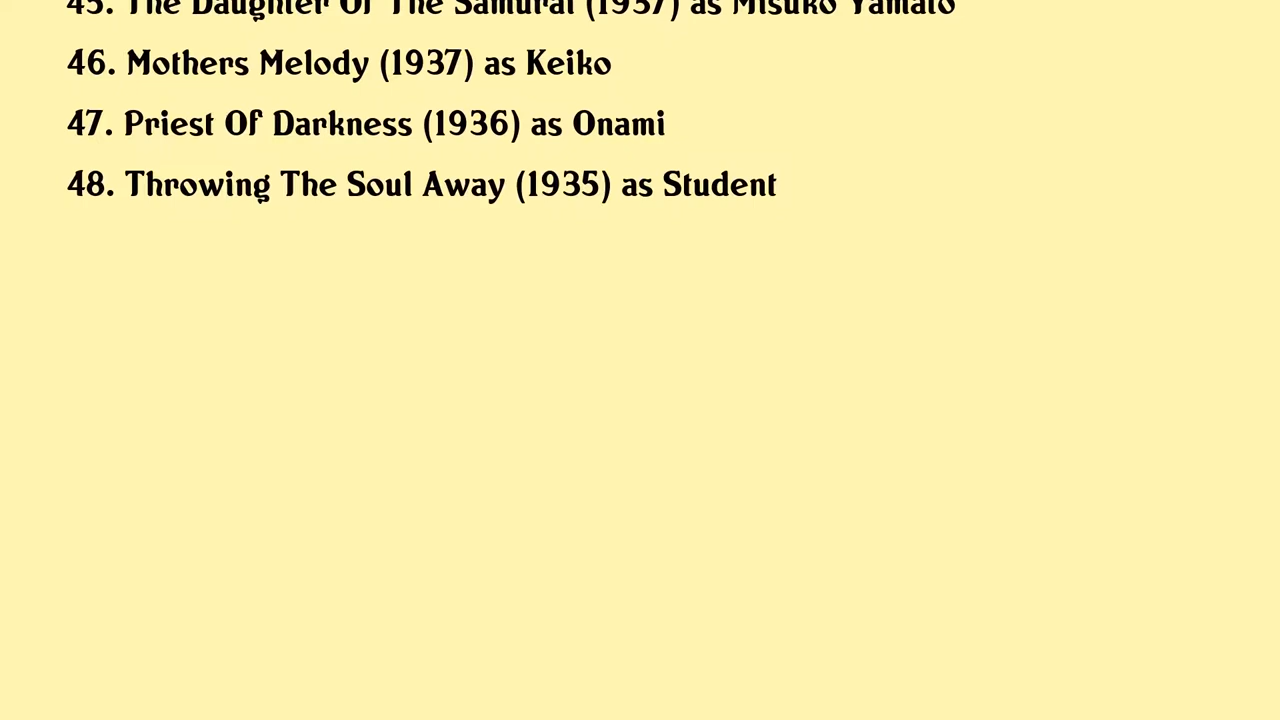 45. The Daughter Of The Samurai (1937) as Misuko Yamato
46. Mothers Melody (1937) as Keiko
47. Priest Of Darkness (1936) as Onami
48. Throwing The Soul Away (1935) as Student